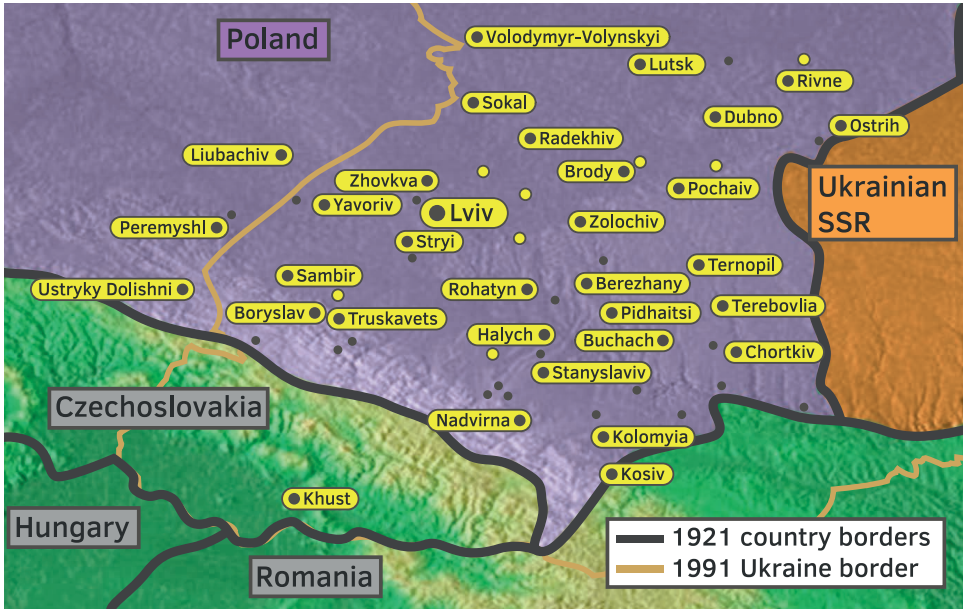 Poland
Volodymyr-Volynskyi
Lutsk
Rivne
Sokal
Dubno
Ostrih
Radekhiv
Liubachiv
Brody
Zhovkva
Pochaiv
Ukrainian
SSR
Yavoriv
Lviv
Zolochiv
Peremyshl
Stryi
Ternopil
Sambir
Ustryky Dolishni
Rohatyn
Berezhany
Boryslav
Truskavets
Pidhaitsi
Terebovlia
Halych
Buchach
Chortkiv
Stanyslaviv
Czechoslovakia
Nadvirna
Kolomyia
Kosiv
Khust
Hungary
Romania
1921 country borders
1991 Ukraine border